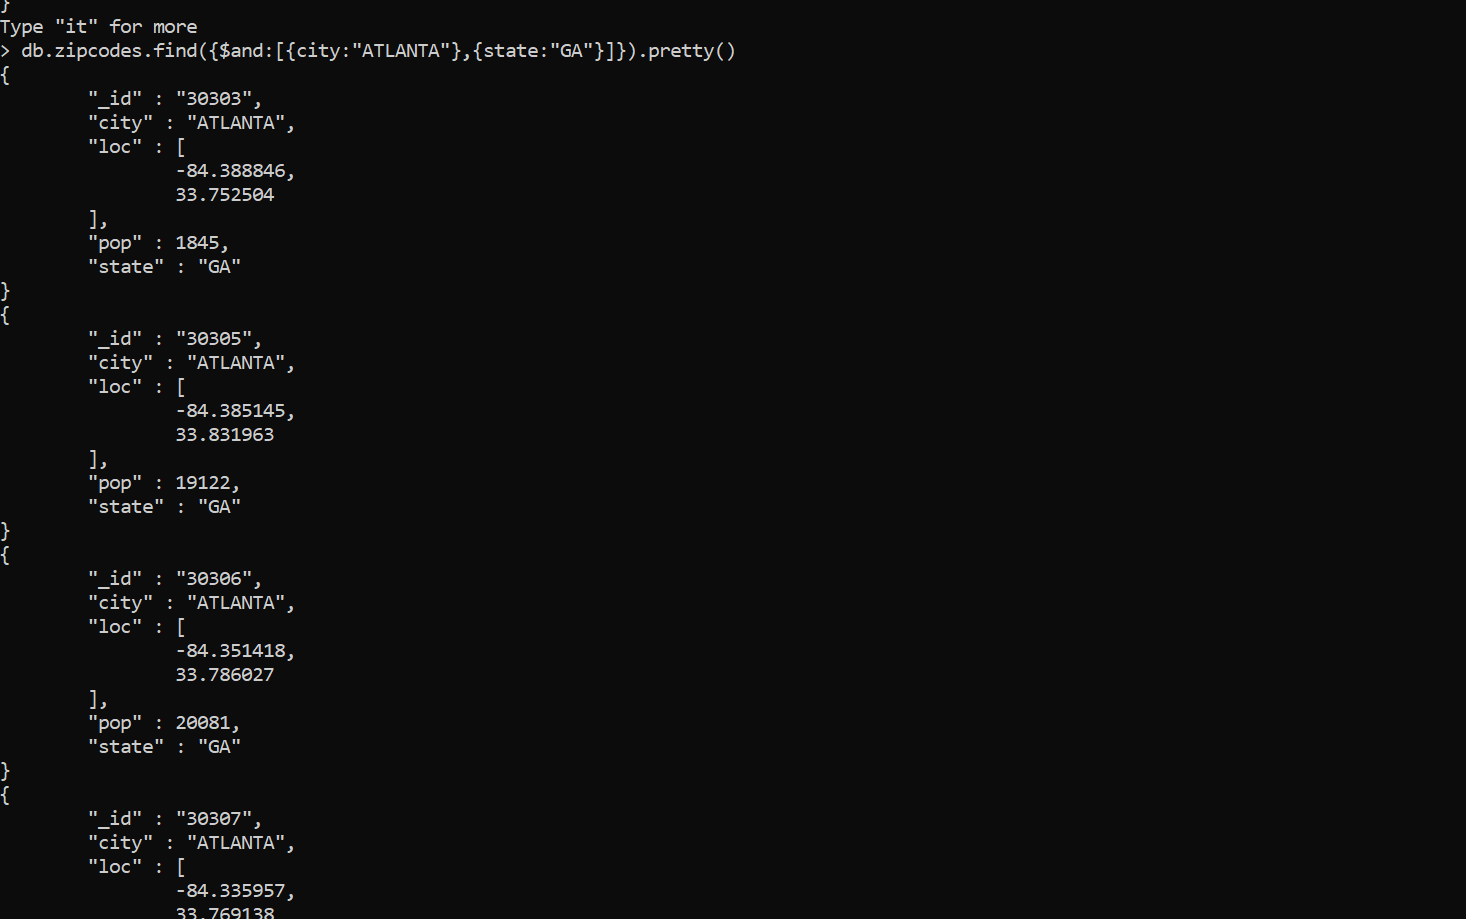 }
Type "it" for more
> db.zipcodes.find({$and:[{city:"ATLANTA"},{state:"GA"}]}).pretty()
{
        "_id" : "30303",
        "city" : "ATLANTA",
        "loc" : [
                -84.388846,
                33.752504
        ],
        "pop" : 1845,
        "state" : "GA"
}
{
        "_id" : "30305",
        "city" : "ATLANTA",
        "loc" : [
                -84.385145,
                33.831963
        ],
        "pop" : 19122,
        "state" : "GA"
}
{
        "_id" : "30306",
        "city" : "ATLANTA",
        "loc" : [
                -84.351418,
                33.786027
        ],
        "pop" : 20081,
        "state" : "GA"
}
{
        "_id" : "30307",
        "city" : "ATLANTA",
        "loc" : [
                -84.335957,
                33.769138